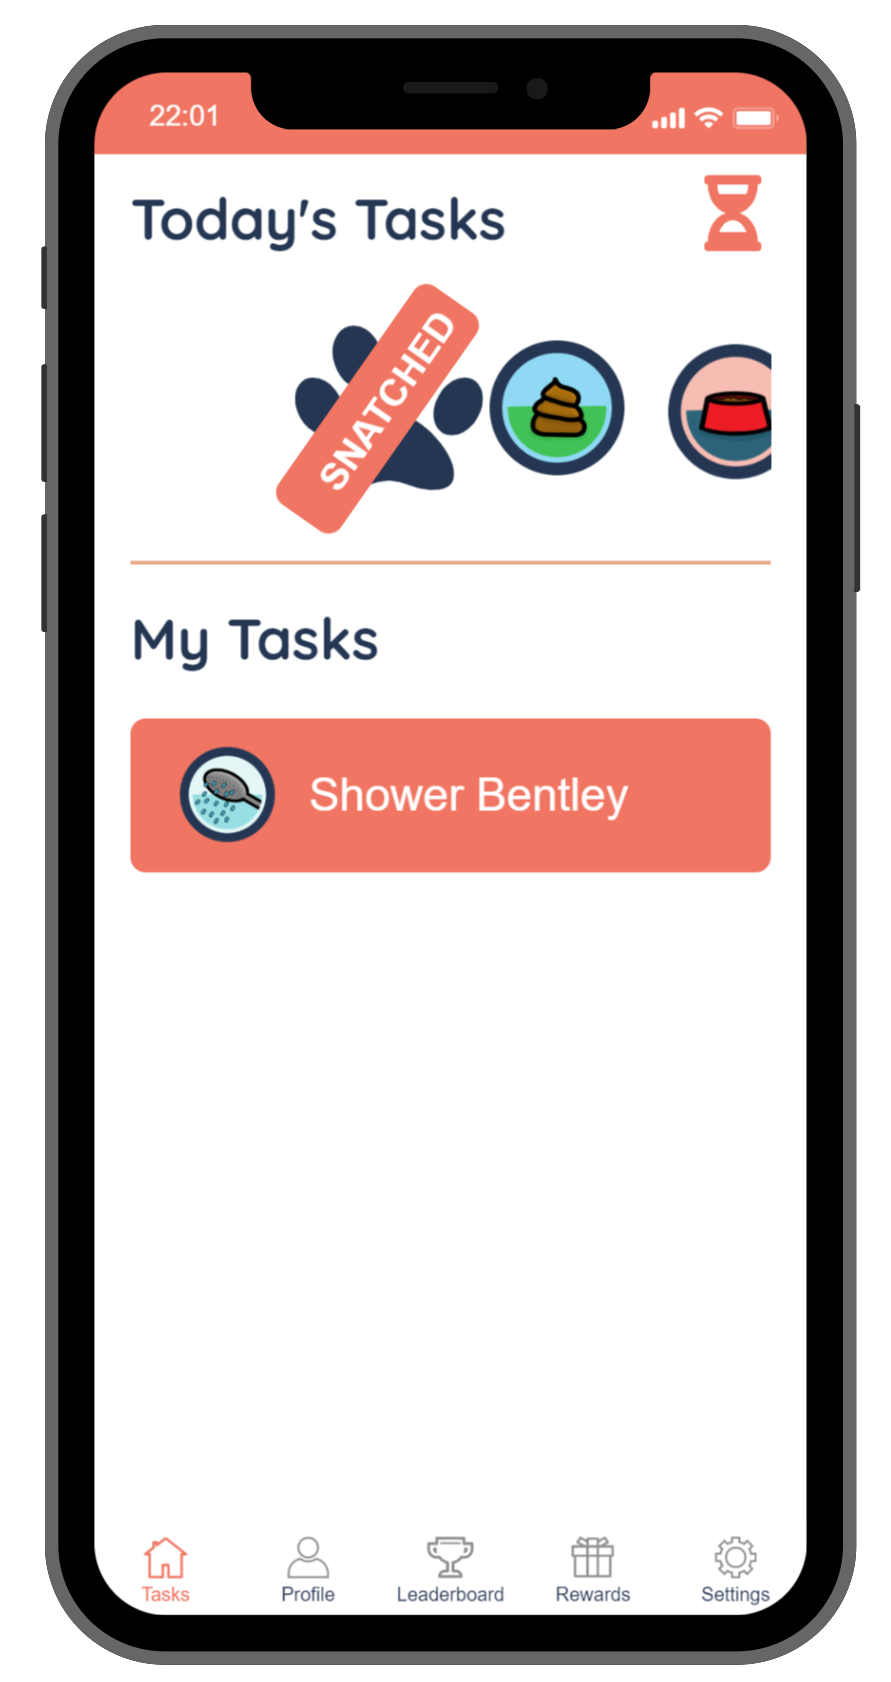 22:01
Today's Tasks
SNATCHED
My Tasks
Shower Bentley
Tasks
Profile
Leaderboard
Rewards
Settings